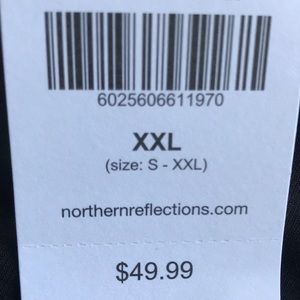 6025606611970
XXL
(size: S - XXL)
northernreflections.com
$49.99